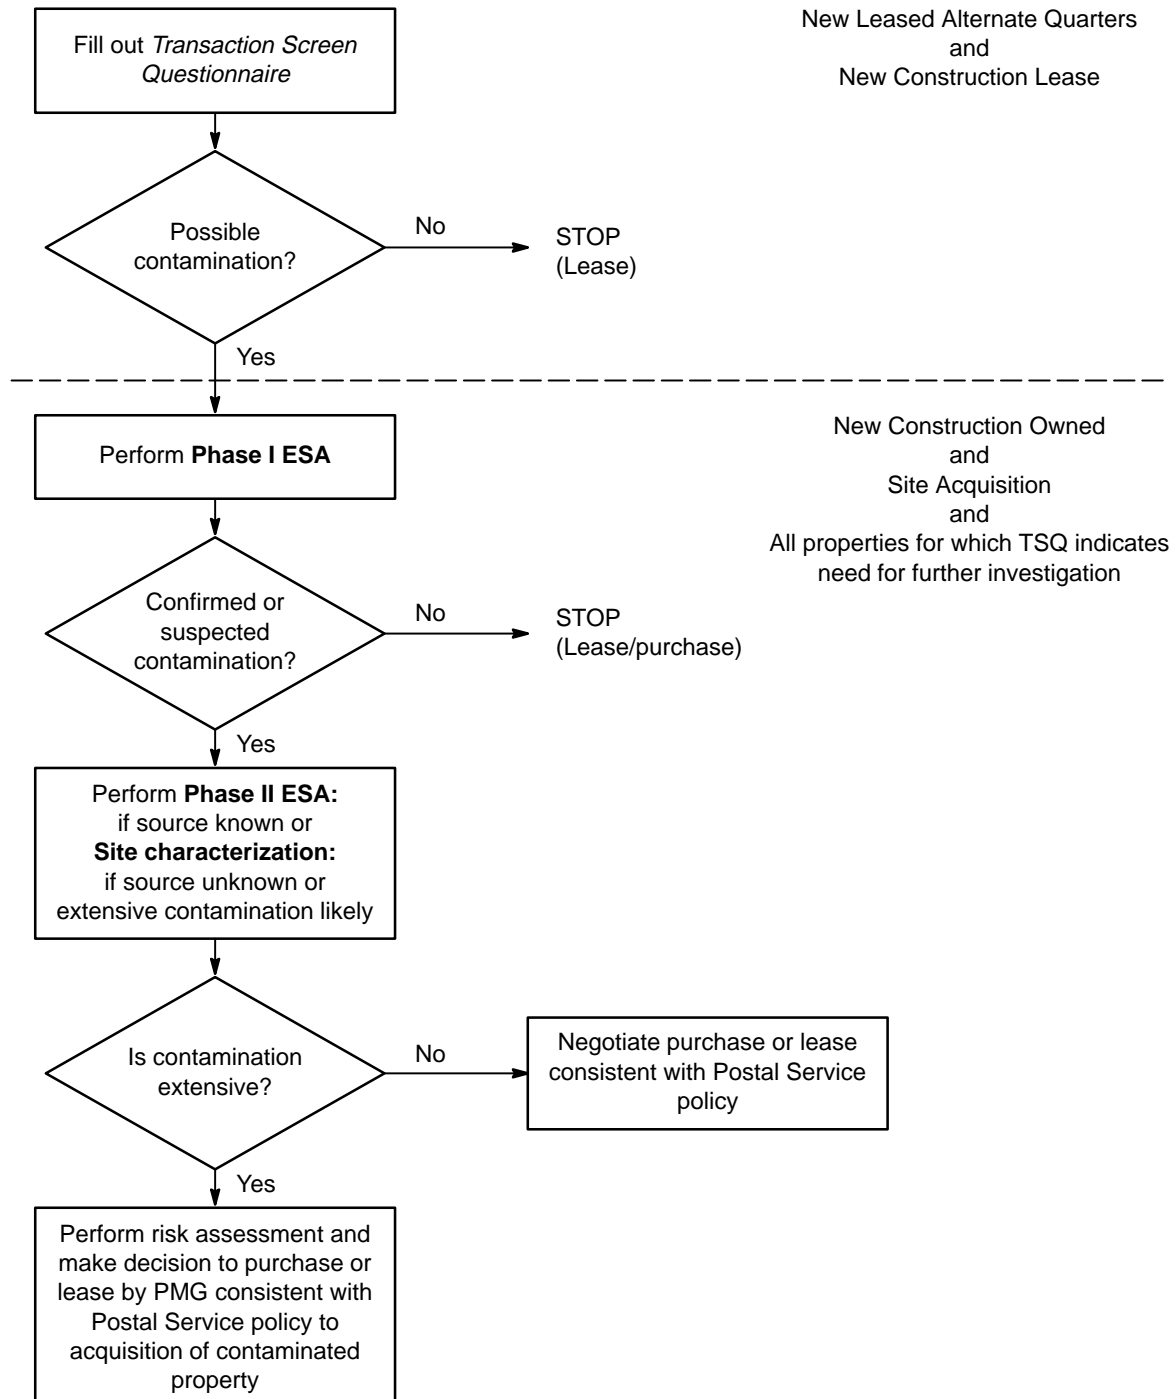 Fill out Transaction Screen
Questionnaire
New Leased Alternate Quarters
and
New Construction Lease
Possible
contamination?
No
STOP
(Lease)
Yes
Perform Phase I ESA
New Construction Owned
and
Site Acquisition
and
All properties for which TSQ indicates
need for further investigation
Confirmed or
suspected
contamination?
No
STOP
(Lease/purchase)
Yes
Perform Phase II ESA:
if source known or
Site characterization:
if source unknown or
extensive contamination likely
Is contamination
extensive?
No
Negotiate purchase or lease
consistent with Postal Service
policy
Yes
Perform risk assessment and
make decision to purchase or
lease by PMG consistent with
Postal Service policy to
acquisition of contaminated
property